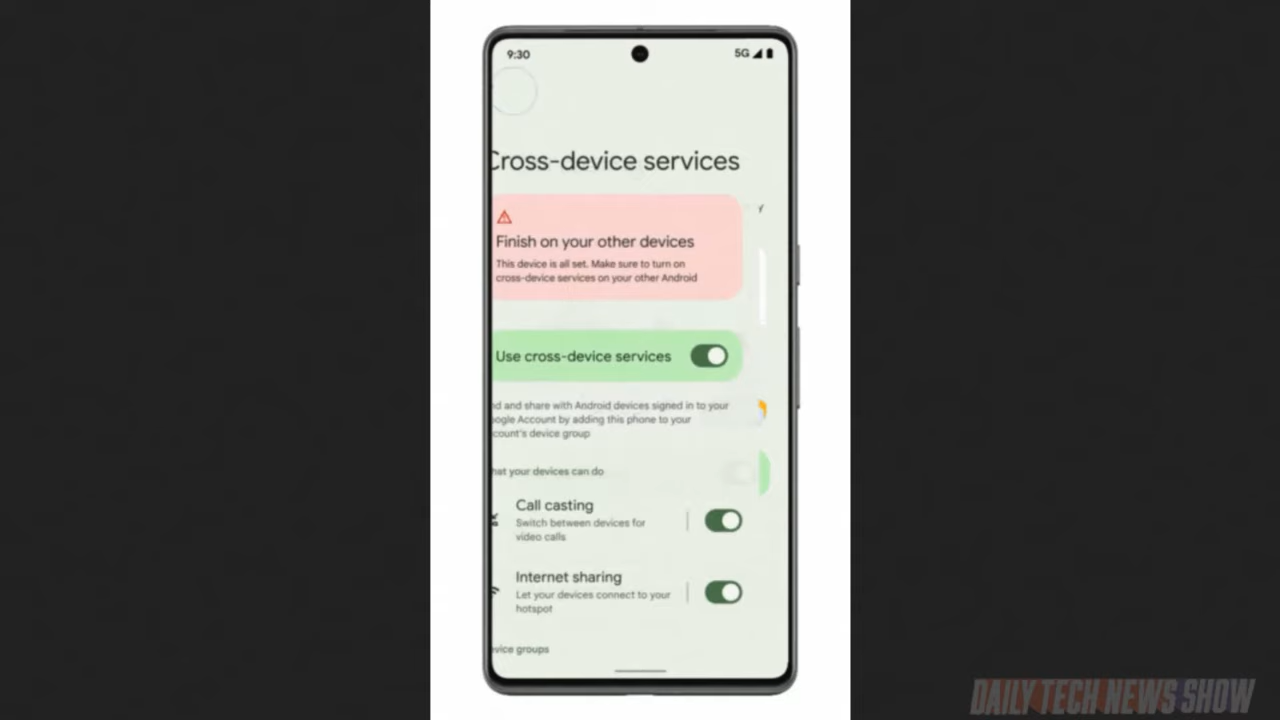 9:30
5G
Cross-device services
Finish on your other devices
This device is all set. Make sure to turn on
cross-device services on your other Android
Use cross-device services
nd and share with Android devices signed in to your
ogle Account by adding this phone to your
count's device group
hat your devices can do
Call casting
Switch between devices for
video calls
Internet sharing
Let your devices connect to your
hotspot
evice groups
DAILY TECH NEWS SHOW